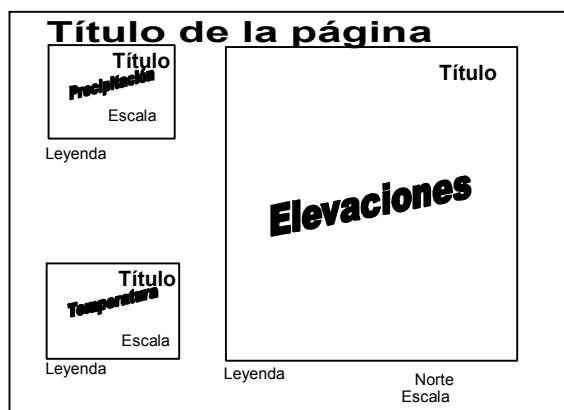 Título de la página
Título
Precipitación
Escala
Leyenda
Título
Temperatura
Escala
Leyenda
Título
Elevaciones
Leyenda
Norte
Escala